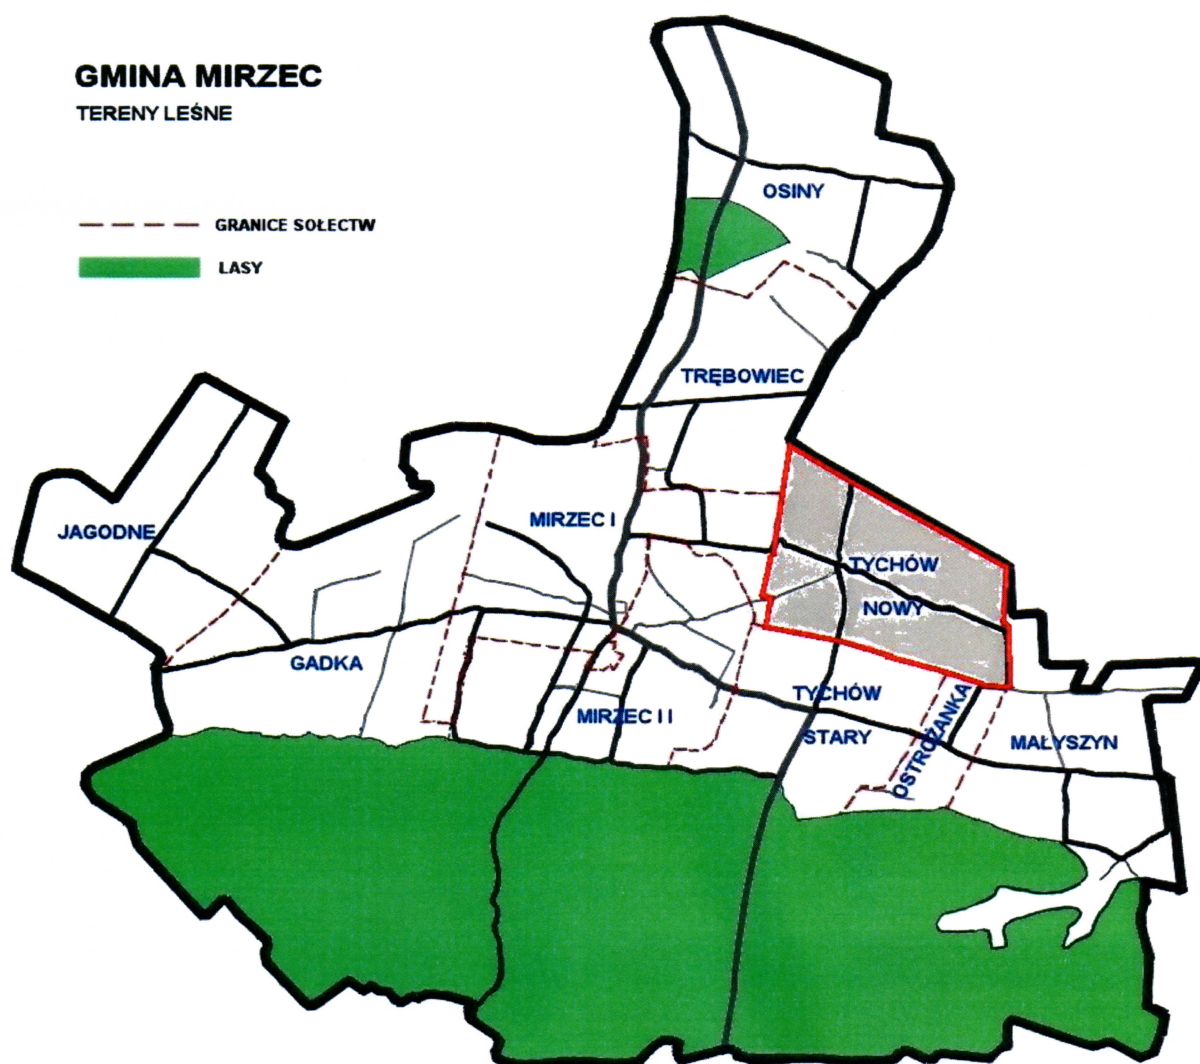 GMINA MIRZEC
TERENY LEŚNE
GRANICE SOŁECTW
LASY
OSINY
TRĘBOWIEC
JAGODNE
MIRZEC I
TYCHÓW
NOWY
GADKA
MIRZEC I I
TYCHÓW
STARY
OSTROŻANKA
MAŁYSZYN